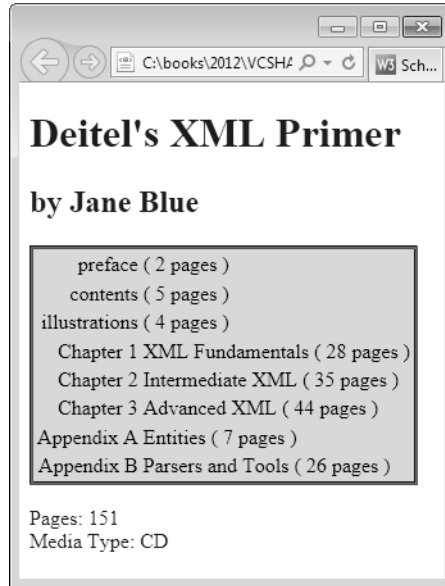 C:\books\2012\VCSHA
W3 Sch...
Deitel's XML Primer
by Jane Blue
preface ( 2 pages )
contents ( 5 pages )
illustrations ( 4 pages )
Chapter 1 XML Fundamentals ( 28 pages )
Chapter 2 Intermediate XML ( 35 pages )
Chapter 3 Advanced XML ( 44 pages )
Appendix A Entities ( 7 pages )
Appendix B Parsers and Tools ( 26 pages )
Pages: 151
Media Type: CD